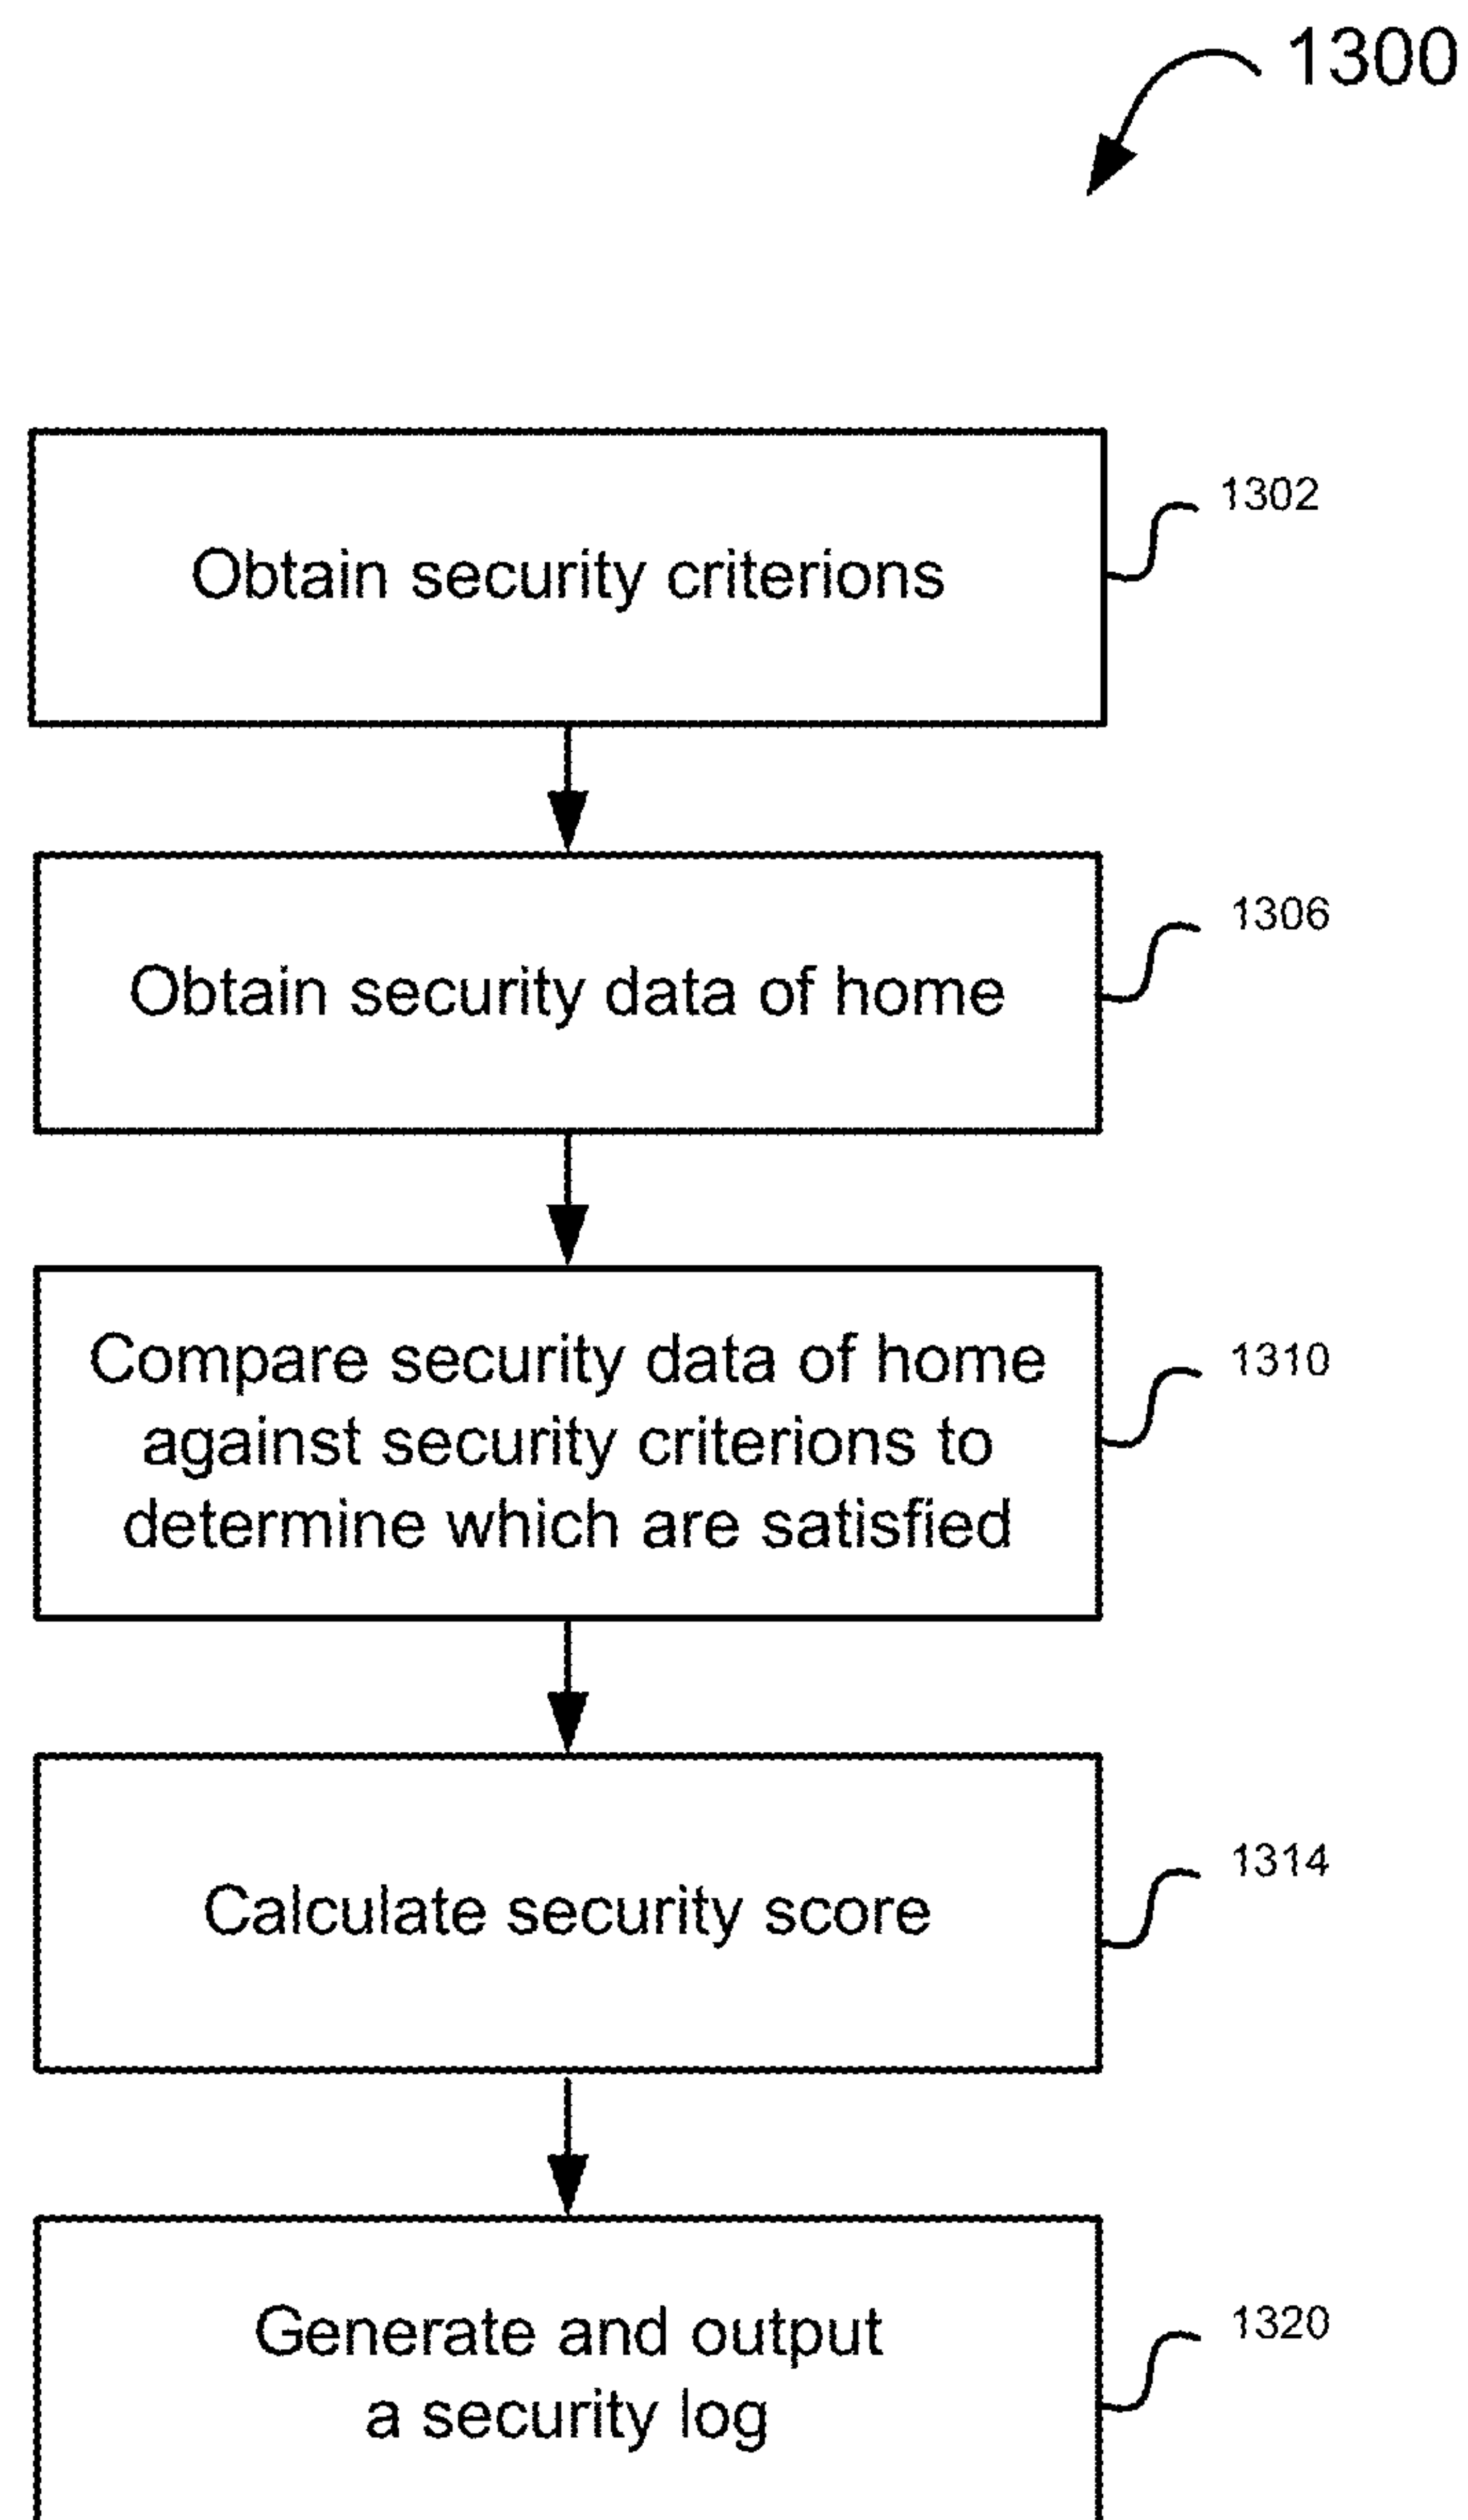 1300
Obtain security criterions
1302
Obtain security data of home
1306
Compare security data of home
against security criterions to
determine which are satisfied
1310
Calculate security score
1314
Generate and output
a security log
1320